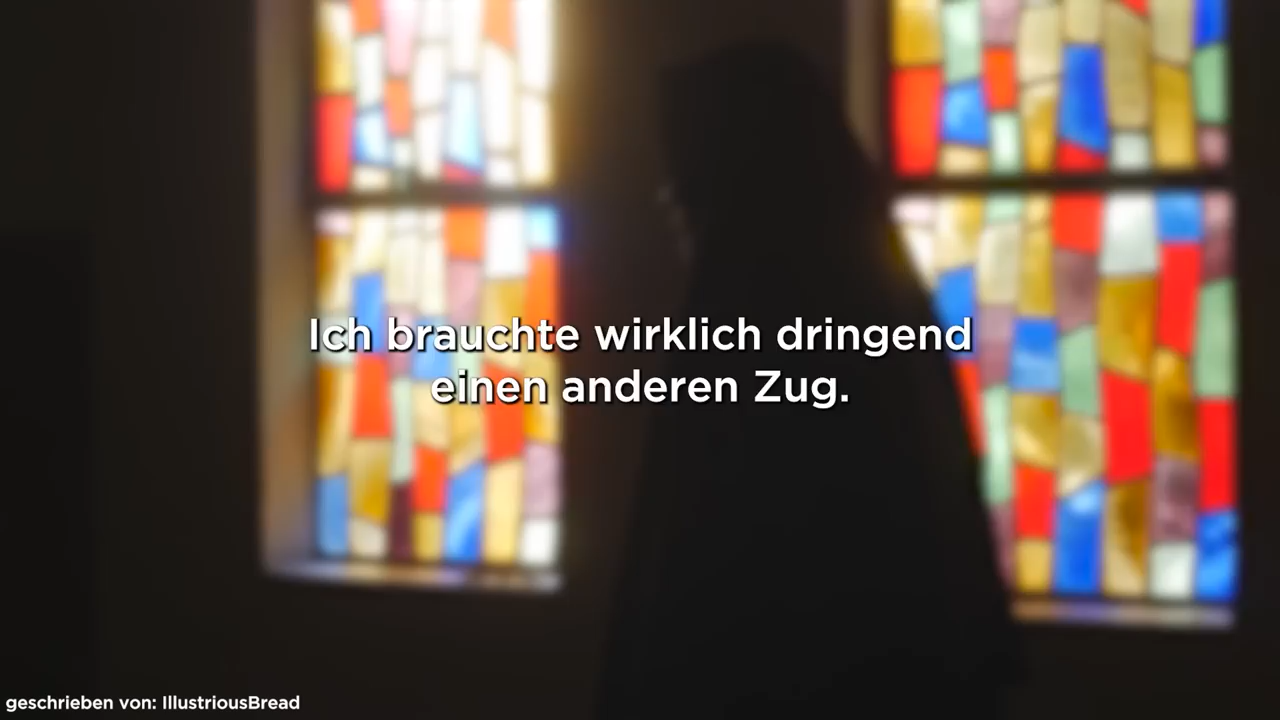 Ich brauchte wirklich dringend
einen anderen Zug.
geschrieben von: IllustriousBread